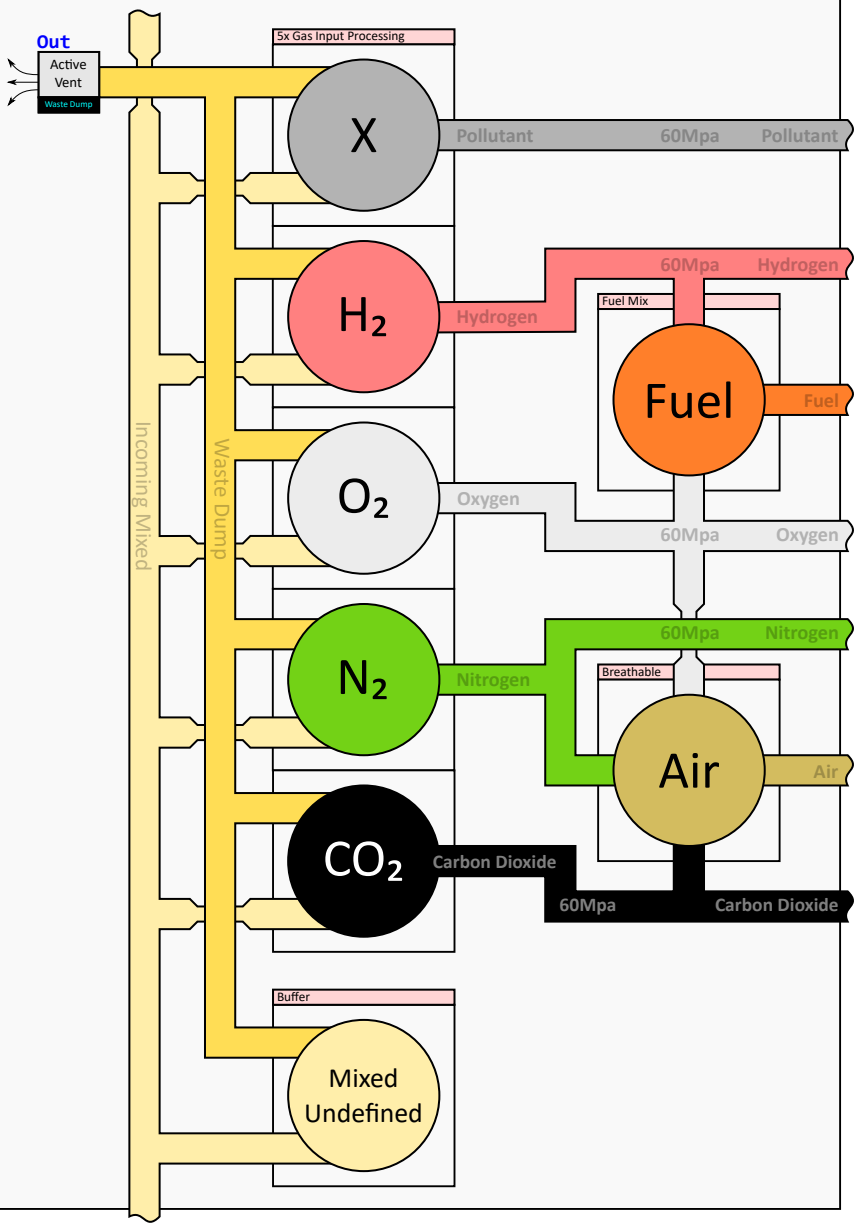 Out
Active
Vent
Waste Dump
5x Gas Input Processing
X
Pollutant 60Mpa Pollutant
60Mpa Hydrogen
H₂
Hydrogen
Fuel Mix
Fuel
Fuel
Incoming Mixed
Waste Dump
O₂
Oxygen
60Mpa Oxygen
60Mpa Nitrogen
N₂
Nitrogen
Breathable
Air
Air
CO₂
Carbon Dioxide
60Mpa Carbon Dioxide
Buffer
Mixed
Undefined